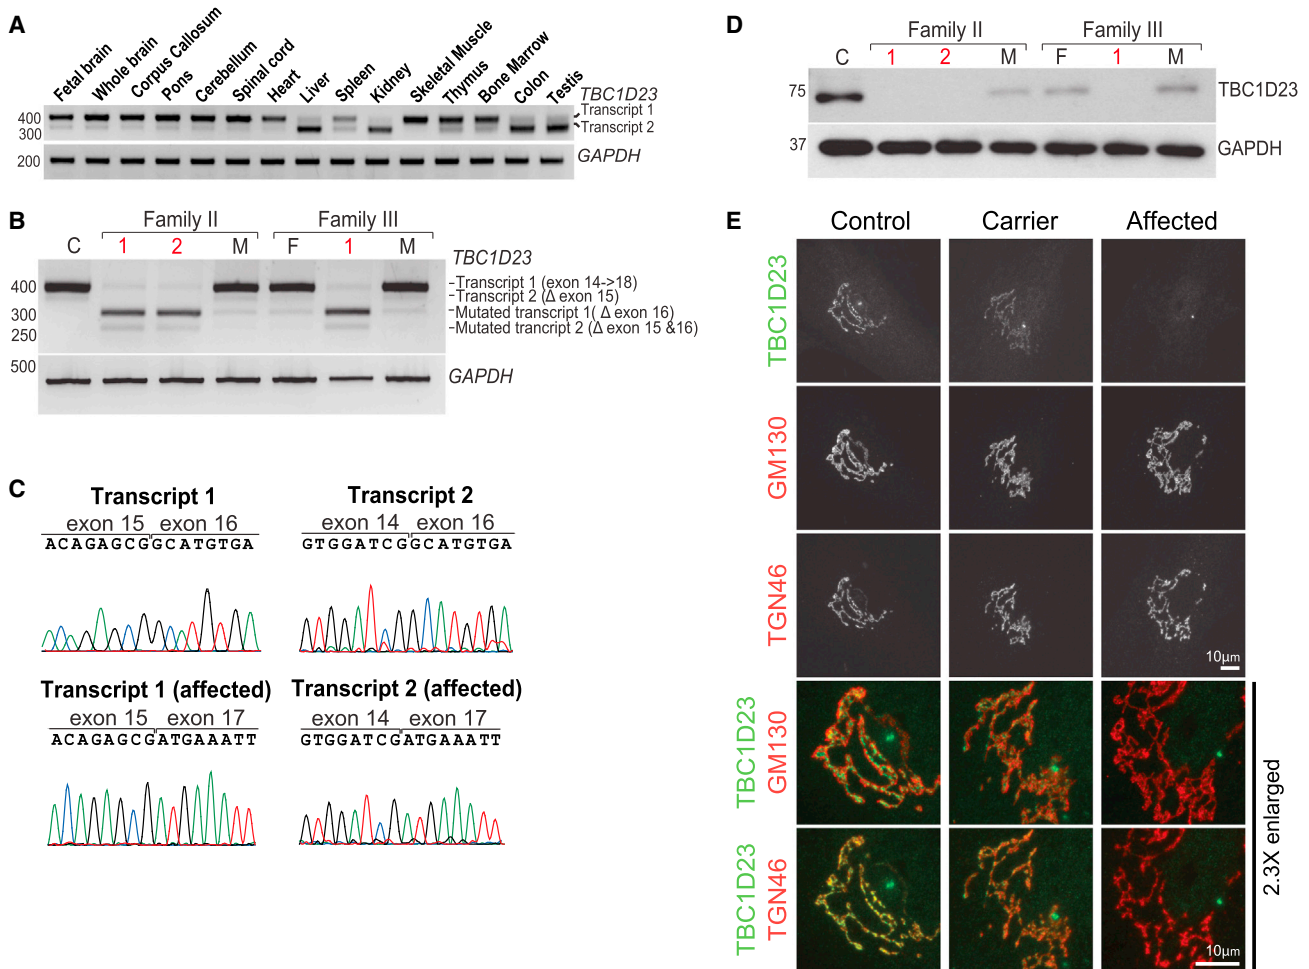 A
Fetal brain
Whole brain
Corpus Callosum
Pons
Cerebellum
Spinal cord
Heart
Liver
Spleen
Kidney
Skeletal Muscle
Thymus
Bone Marrow
Colon
Testis
TBC1D23
400
300
Transcript 1
Transcript 2
200
GAPDH
B
Family II
Family III
C 1 2 M F 1 M
TBC1D23
400
300
250
Transcript 1 (exon 14->18)
Transcript 2 (Δ exon 15)
Mutated transcript 1( Δ exon 16)
Mutated trancript 2 (Δ exon 15 &16)
500
GAPDH
C
Transcript 1
exon 15 exon 16
ACAGAGCGGCATGTGA
Transcript 2
exon 14 exon 16
GTGGATCGGCATGTGA
Transcript 1 (affected)
exon 15 exon 17
ACAGAGCGATGAAATT
Transcript 2 (affected)
exon 14 exon 17
GTGGATCGATGAAATT
D
Family II
Family III
C 1 2 M F 1 M
75
TBC1D23
37
GAPDH
E
Control Carrier Affected
TBC1D23
GM130
TGN46
10μm
TBC1D23
GM130
TBC1D23
TGN46
10μm
2.3X enlarged